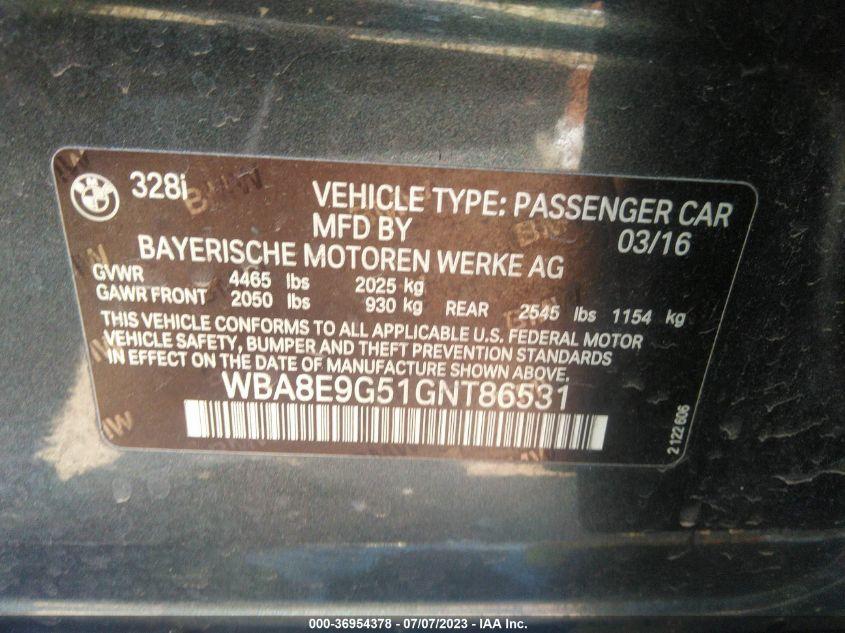 328i
VEHICLE TYPE: PASSENGER CAR
MFD BY 03/16
BAYERISCHE MOTOREN WERKE AG
GVWR 4465 lbs 2025 kg
GAWR FRONT 2050 lbs 930 kg REAR 2545 lbs 1154 kg
THIS VEHICLE CONFORMS TO ALL APPLICABLE U.S. FEDERAL MOTOR
VEHICLE SAFETY, BUMPER AND THEFT PREVENTION STANDARDS
IN EFFECT ON THE DATE OF MANUFACTURE SHOWN ABOVE.
WBA8E9G51GNT86531
2 122 606
000-36954378 - 07/07/2023 - IAA Inc.